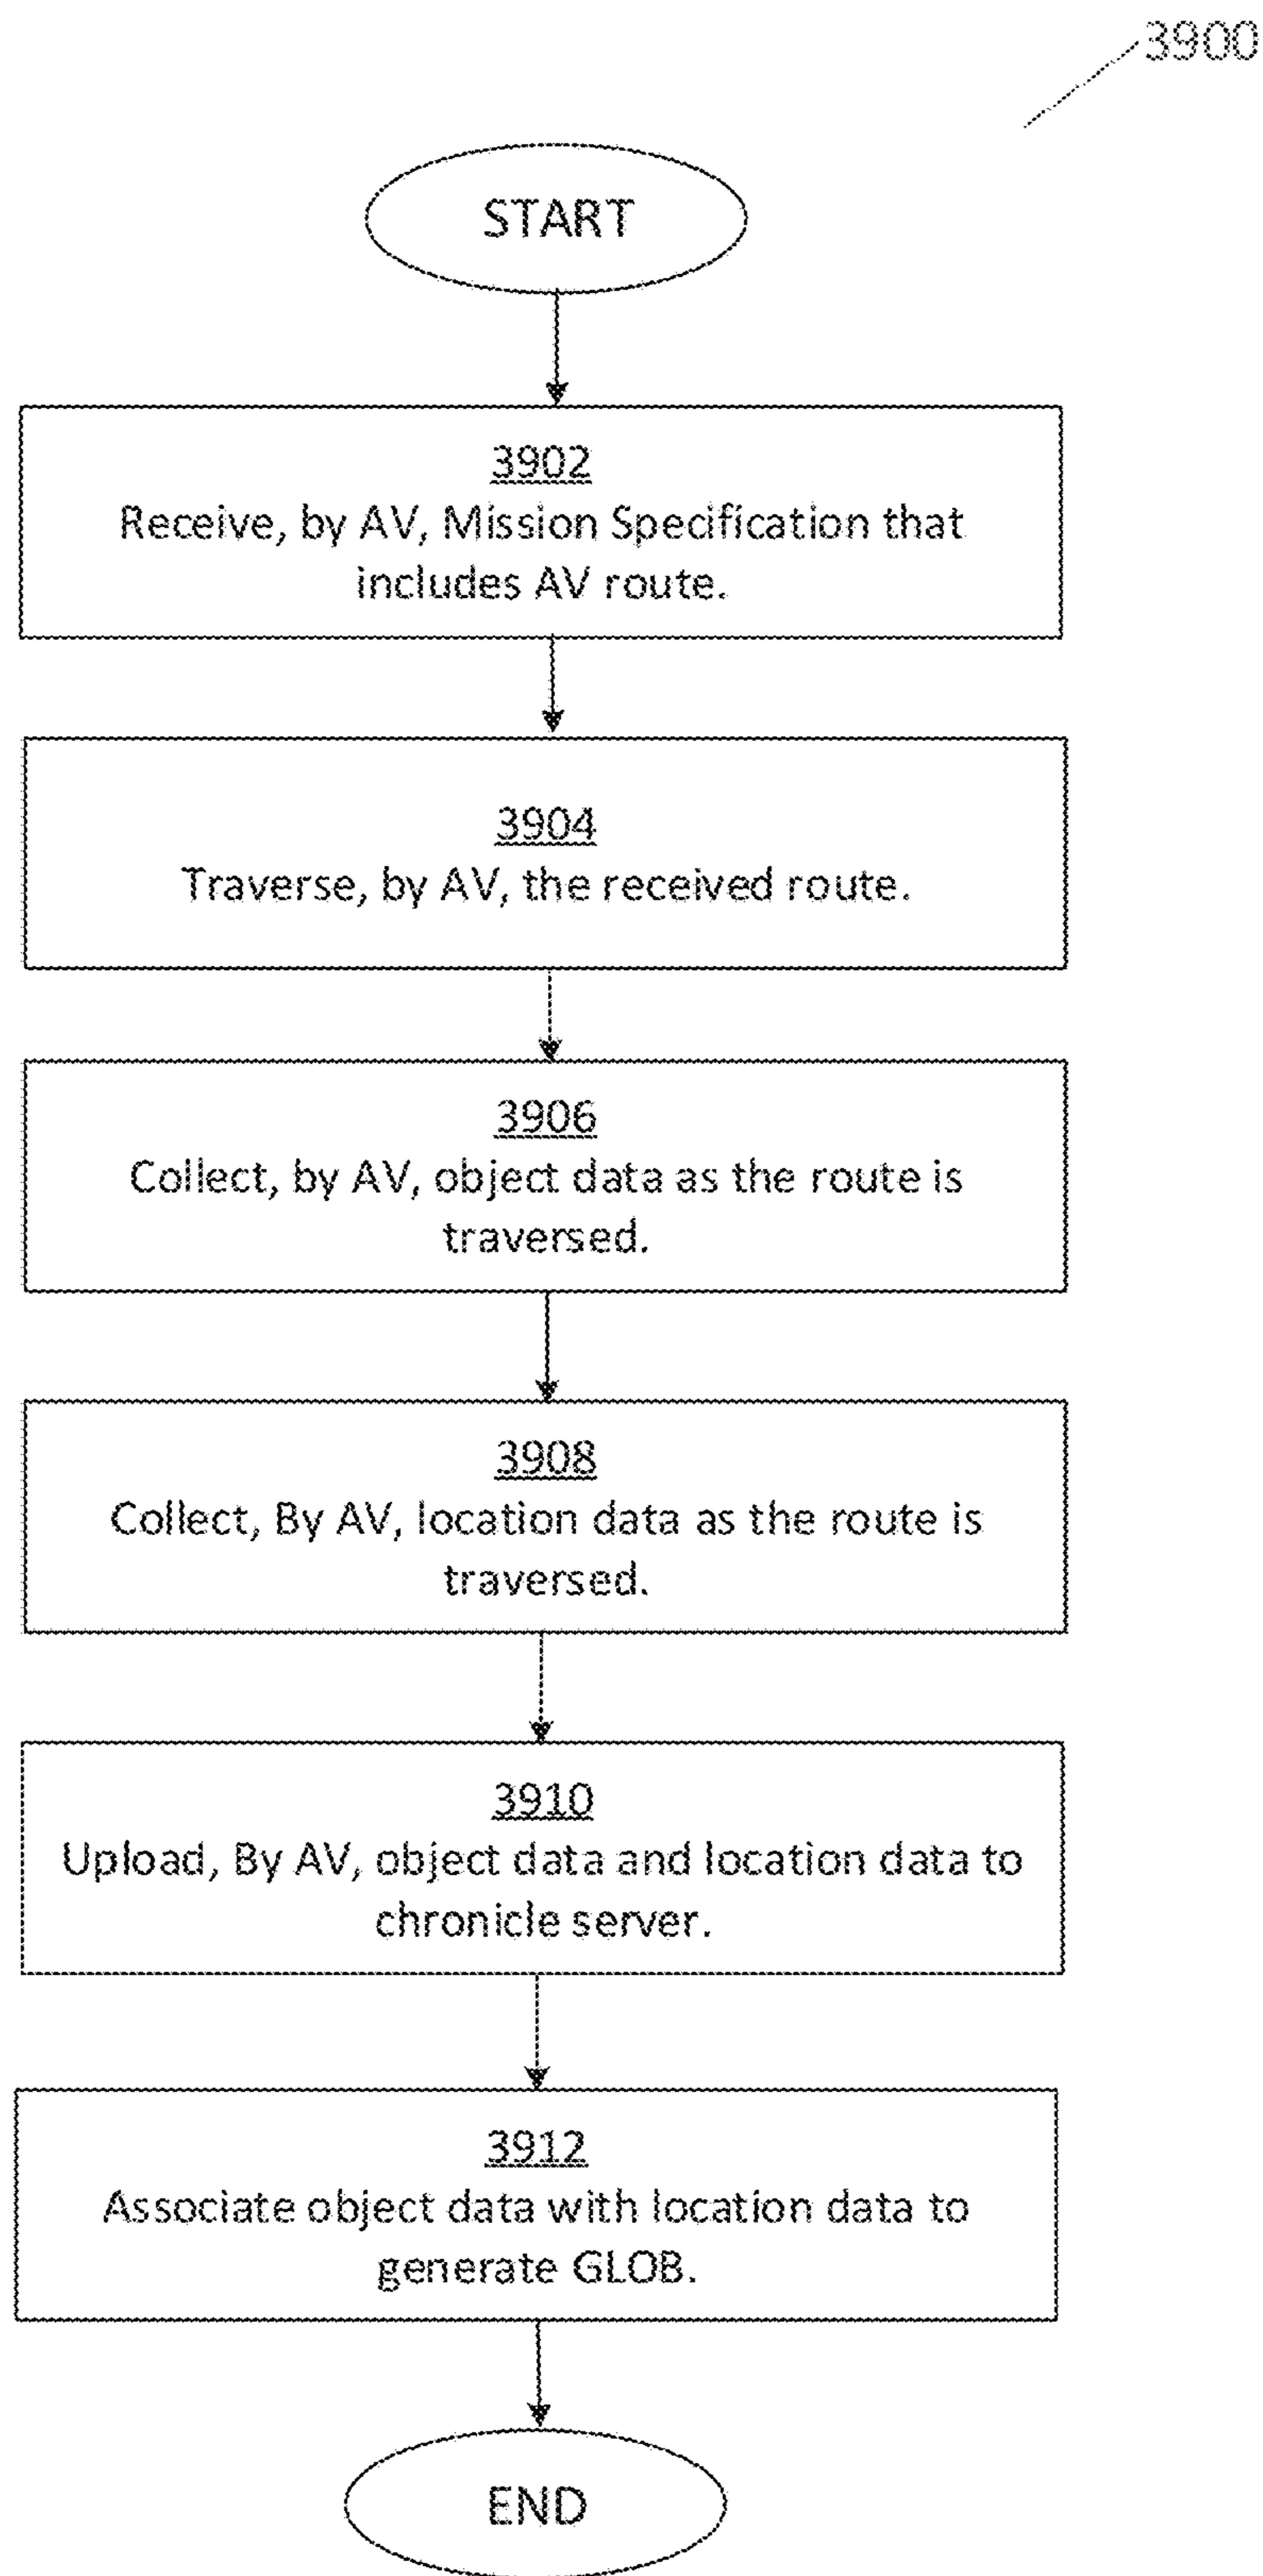 3900
START
3902
Receive, by AV, Mission Specification that
includes AV route.
3904
Traverse, by AV, the received route.
3906
Collect, by AV, object data as the route is
traversed.
3908
Collect, By AV, location data as the route is
traversed.
3910
Upload, By AV, object data and location data to
chronicle server.
3912
Associate object data with location data to
generate GLOB.
END